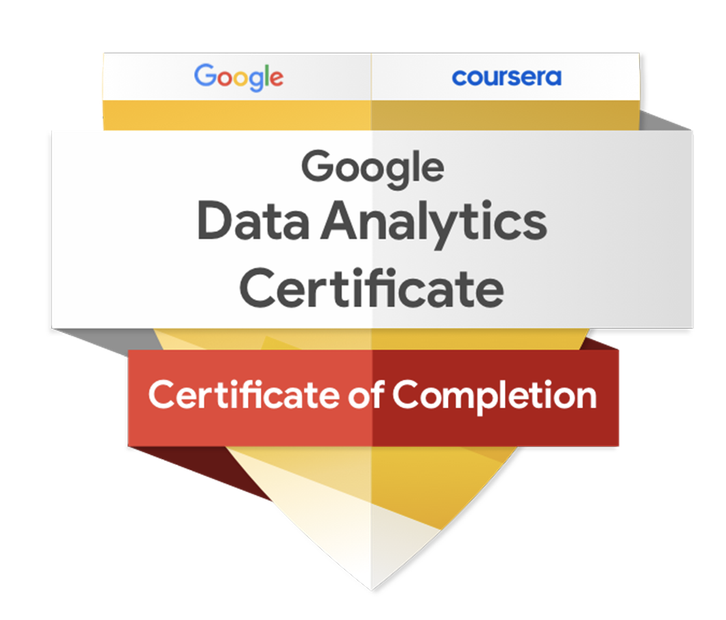 Google coursera
Google
Data Analytics
Certificate
Certificate of Completion